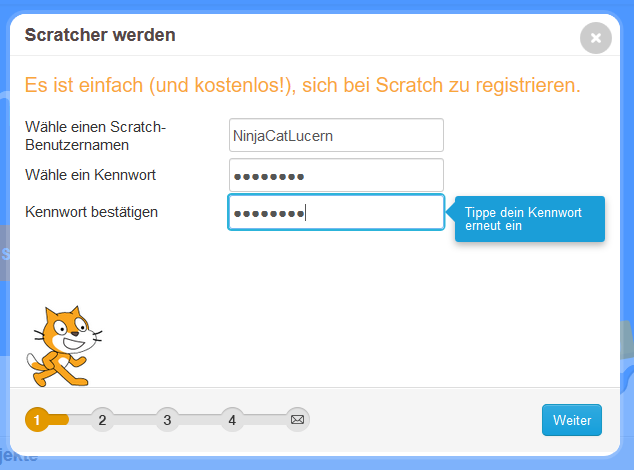 Scratcher werden
Es ist einfach (und kostenlos!), sich bei Scratch zu registrieren.
Wähle einen Scratch-
Benutzernamen
NinjaCatLucern
Wähle ein Kennwort
●●●●●●●●
Kennwort bestätigen
●●●●●●●●
Tippe dein Kennwort
erneut ein
1 2 3 4
Weiter